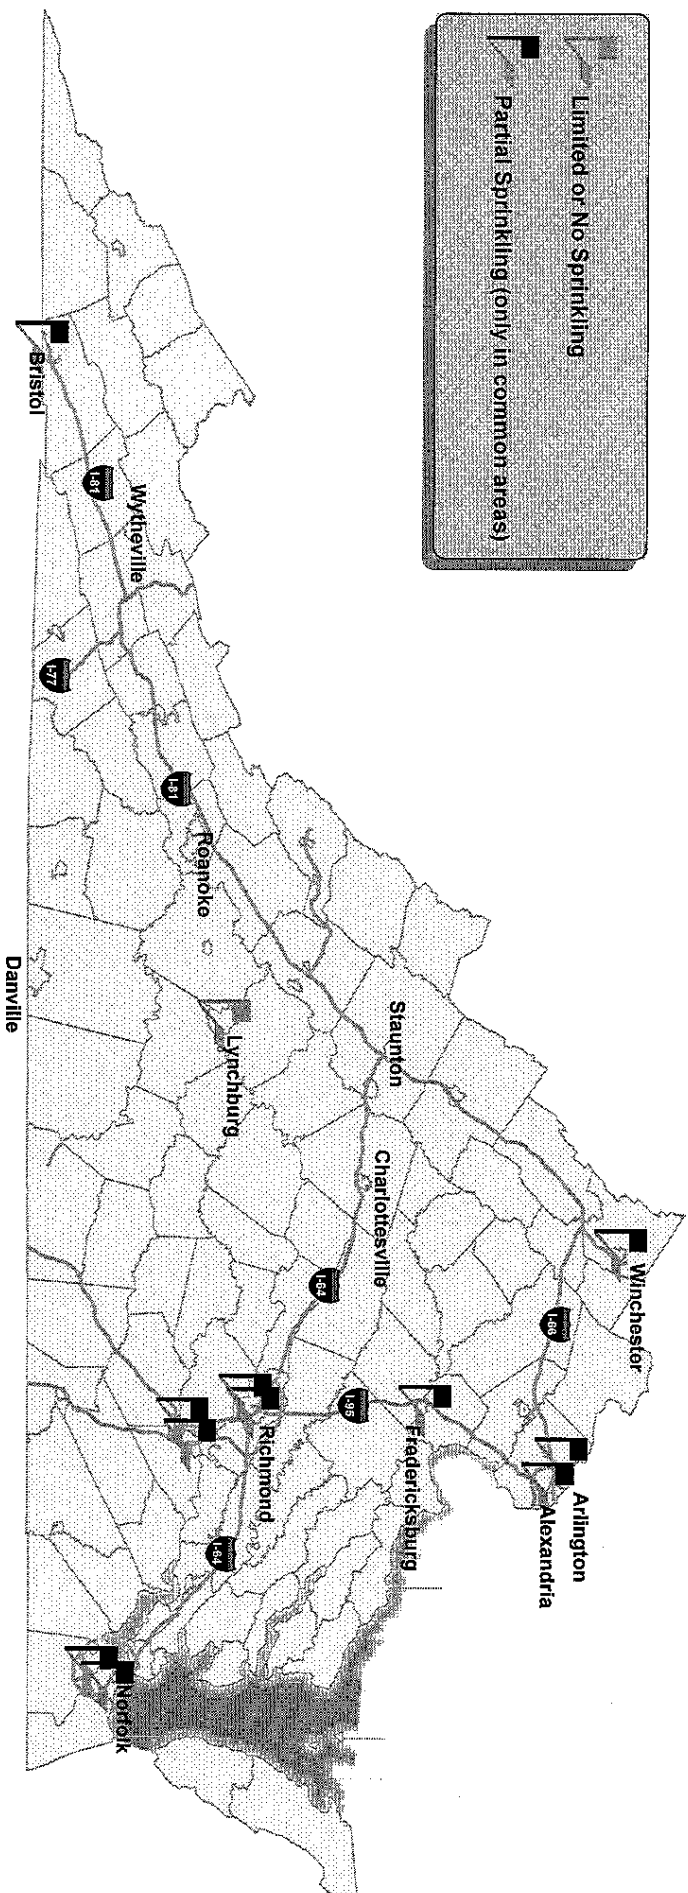 Limited or No Sprinkling
Partial Sprinkling (only in common areas)
Winchester
I-66
Arlington
Alexandria
Staunton
Charlottesville
Fradericksburg
I-64
I-95
Lynchburg
Richmond
Roanoke
I-81
I-64
Wytheville
I-81
Norfolk
I-77
Bristol
Danville